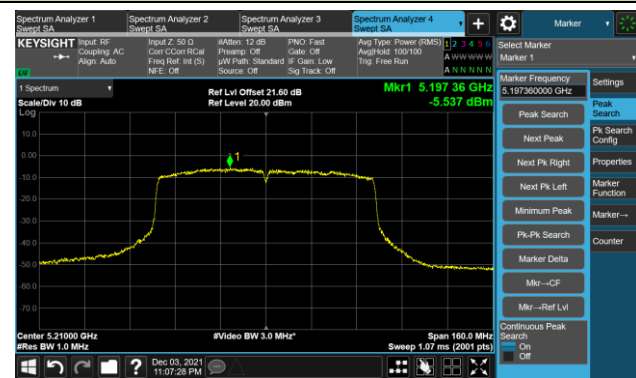 Spectrum Analyzer 1
Swept SA
Spectrum Analyzer 2
Swept SA
Spectrum Analyzer 3
Swept SA
Spectrum Analyzer 4
Swept SA
+
Marker
KEYSIGHT
Input: RF
Coupling: AC
Align: Auto
Input Z: 50 Ω
Corr CCorr RCal
Freq Ref: Int (S)
NFE: Off
#Atten: 12 dB
Preamp: Off
µW Path: Standard
Source: Off
PNO: Fast
Gate: Off
IF Gain: Low
Sig Track: Off
Avg Type: Power (RMS)
Avg|Hold: 100/100
Trig: Free Run
1 2 3 4 5 6
A W W W W W
A N N N N N
LXI
Select Marker
Marker 1
1 Spectrum
Scale/Div 10 dB
Log
Ref Lvl Offset 21.60 dB
Ref Level 20.00 dBm
Mkr1 5.197 36 GHz
-5.537 dBm
10.0
0.00
-10.0
-20.0
-30.0
-40.0
-50.0
-60.0
-70.0
1
Center 5.21000 GHz
#Res BW 1.0 MHz
#Video BW 3.0 MHz*
Span 160.0 MHz
Sweep 1.07 ms (2001 pts)
Marker Frequency
5.197360000 GHz
Peak Search
Next Peak
Next Pk Right
Next Pk Left
Minimum Peak
Pk-Pk Search
Marker Delta
Mkr→CF
Mkr→Ref Lvl
Continuous Peak
Search
On
Off
Settings
Peak
Search
Pk Search
Config
Properties
Marker
Function
Marker→
Counter
?
Dec 03, 2021
11:07:28 PM